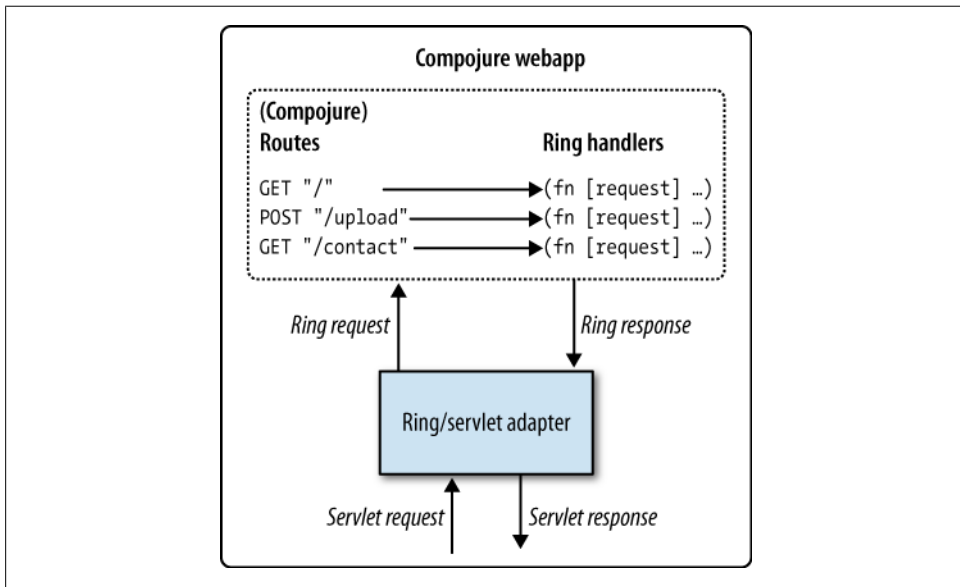 Compojure webapp
(Compojure)
Routes Ring handlers
GET "/" (fn [request] …)
POST "/upload" (fn [request] …)
GET "/contact" (fn [request] …)
Ring request Ring response
Ring/servlet adapter
Servlet request Servlet response